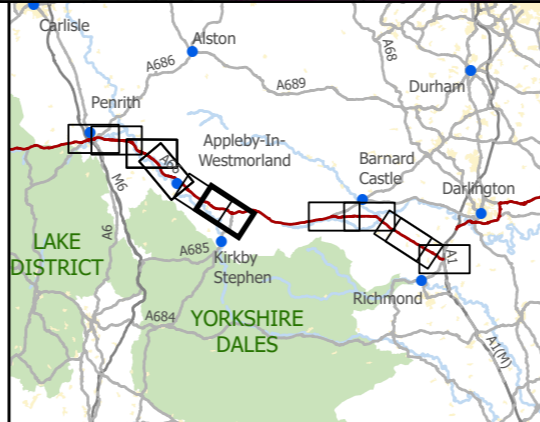 Carlisle
Alston
A68
A686
A689
Durham
Penrith
Appleby-In-
Westmorland
Barnard
Castle
Darlington
A66
M6
A6
LAKE
DISTRICT
A685
Kirkby
Stephen
A1
Richmond
A684
YORKSHIRE
DALES
A1(M)